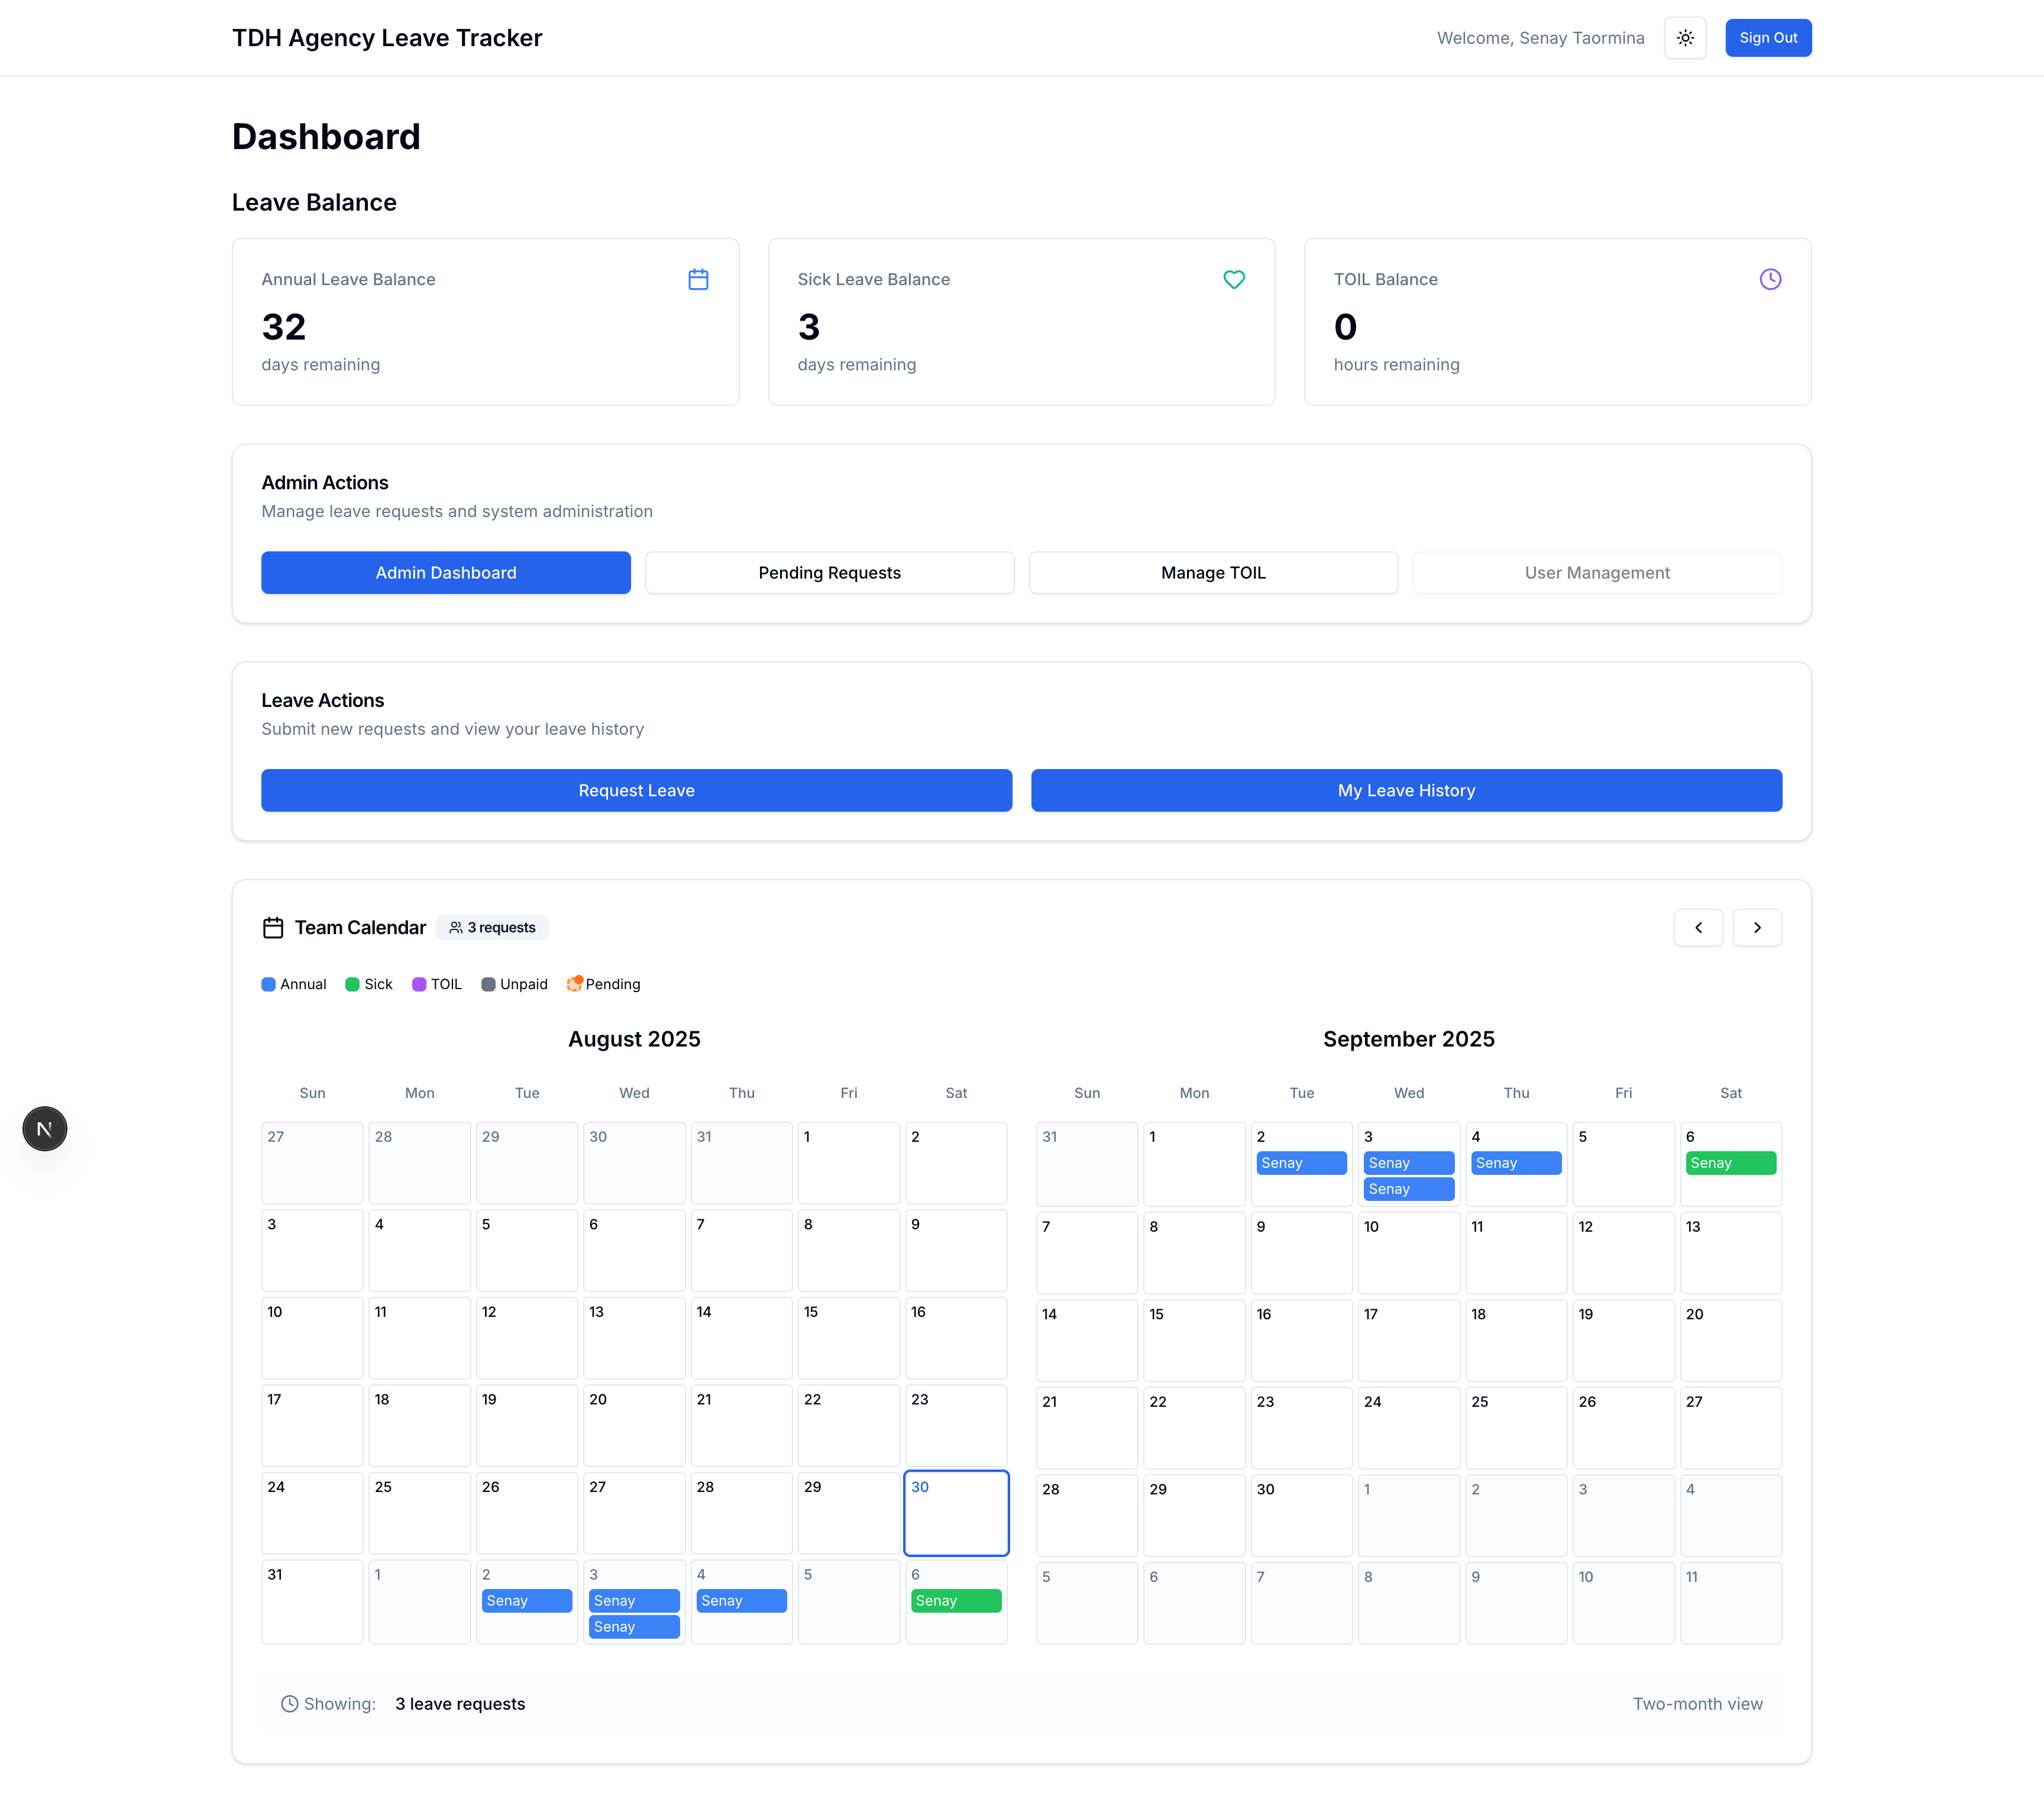 TDH Agency Leave Tracker
Welcome, Senay Taormina
Sign Out
Dashboard
Leave Balance
Annual Leave Balance
32
days remaining
Sick Leave Balance
3
days remaining
TOIL Balance
0
hours remaining
Admin Actions
Manage leave requests and system administration
Admin Dashboard
Pending Requests
Manage TOIL
User Management
Leave Actions
Submit new requests and view your leave history
Request Leave
My Leave History
Team Calendar
3 requests
Annual Sick TOIL Unpaid Pending
August 2025
Sun Mon Tue Wed Thu Fri Sat
27 28 29 30 31 1 2
3 4 5 6 7 8 9
10 11 12 13 14 15 16
17 18 19 20 21 22 23
24 25 26 27 28 29 30
31 1 2 3 4 5 6
Senay Senay Senay Senay
Senay
September 2025
Sun Mon Tue Wed Thu Fri Sat
31 1 2 3 4 5 6
Senay Senay Senay Senay
Senay
7 8 9 10 11 12 13
14 15 16 17 18 19 20
21 22 23 24 25 26 27
28 29 30 1 2 3 4
5 6 7 8 9 10 11
Showing: 3 leave requests
Two-month view
N